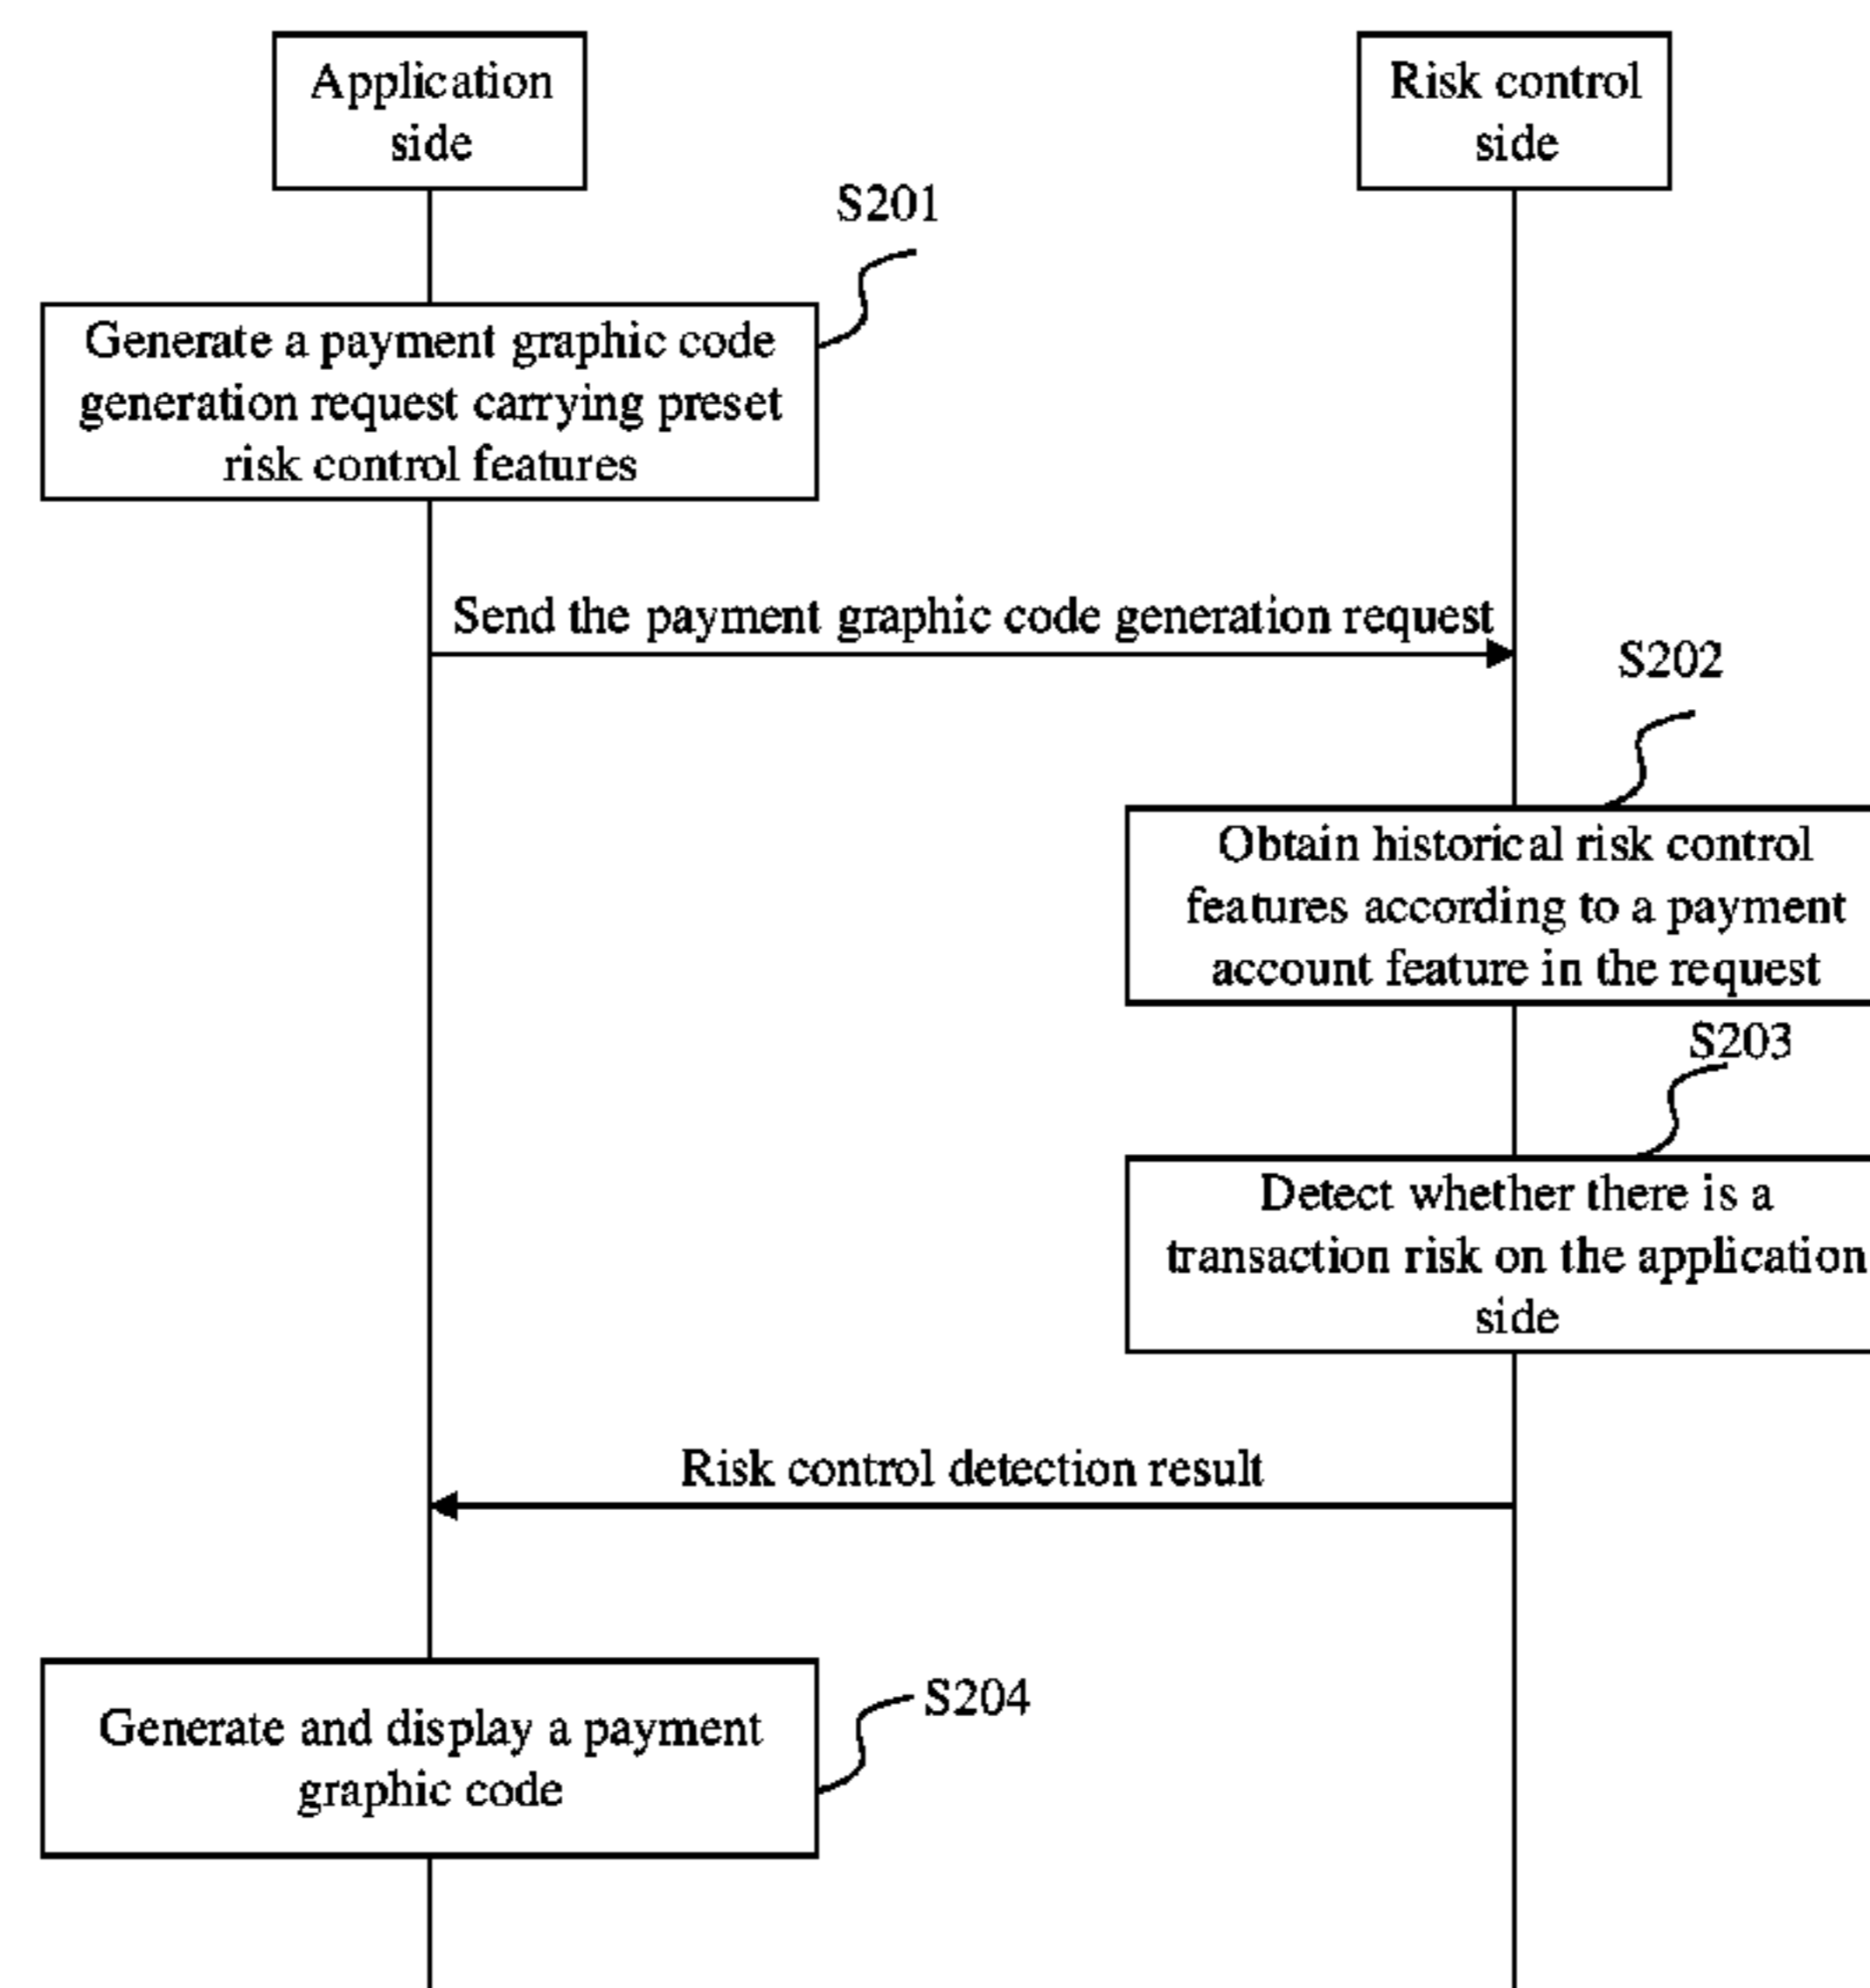 Application
side
Risk control
side
S201
Generate a payment graphic code
generation request carrying preset
risk control features
Send the payment graphic code generation request
S202
Obtain historical risk control
features according to a payment
account feature in the request
S203
Detect whether there is a
transaction risk on the application
side
Risk control detection result
Generate and display a payment
graphic code
S204